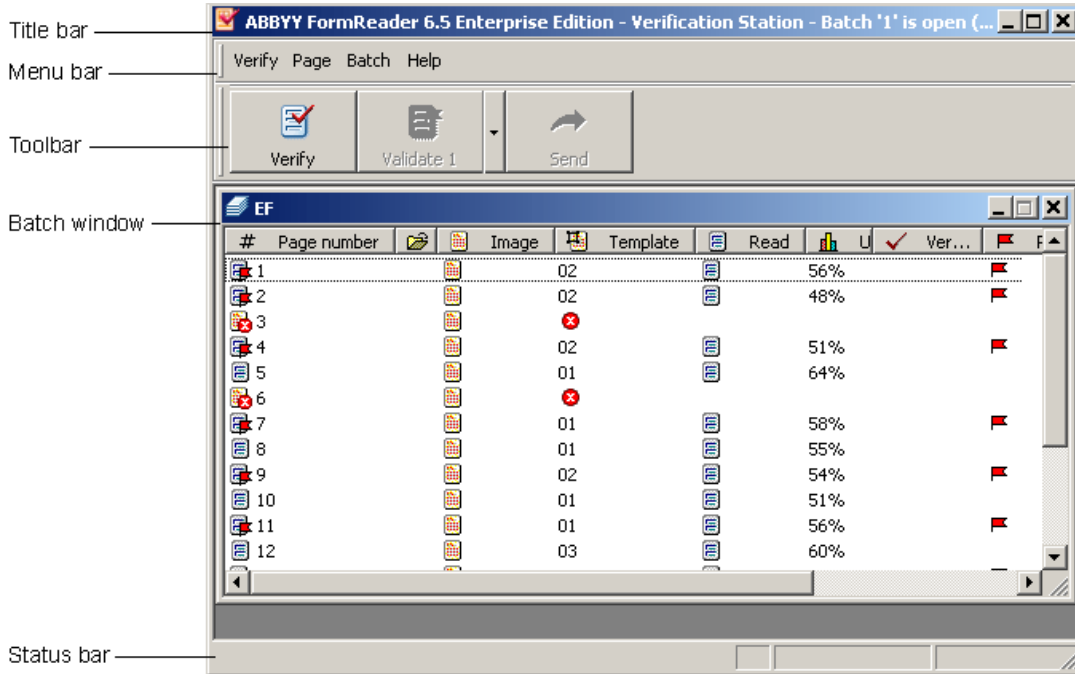 Title bar
ABBYY FormReader 6.5 Enterprise Edition - Verification Station - Batch '1' is open (...
Menu bar
Verify Page Batch Help
Toolbar
Verify Validate 1 Send
Batch window
EF
# Page number Image Template Read U Ver...
1 02 56%
2 02 48%
3
4 02 51%
5 01 64%
6
7 01 58%
8 01 55%
9 02 54%
10 01 51%
11 01 56%
12 03 60%
Status bar